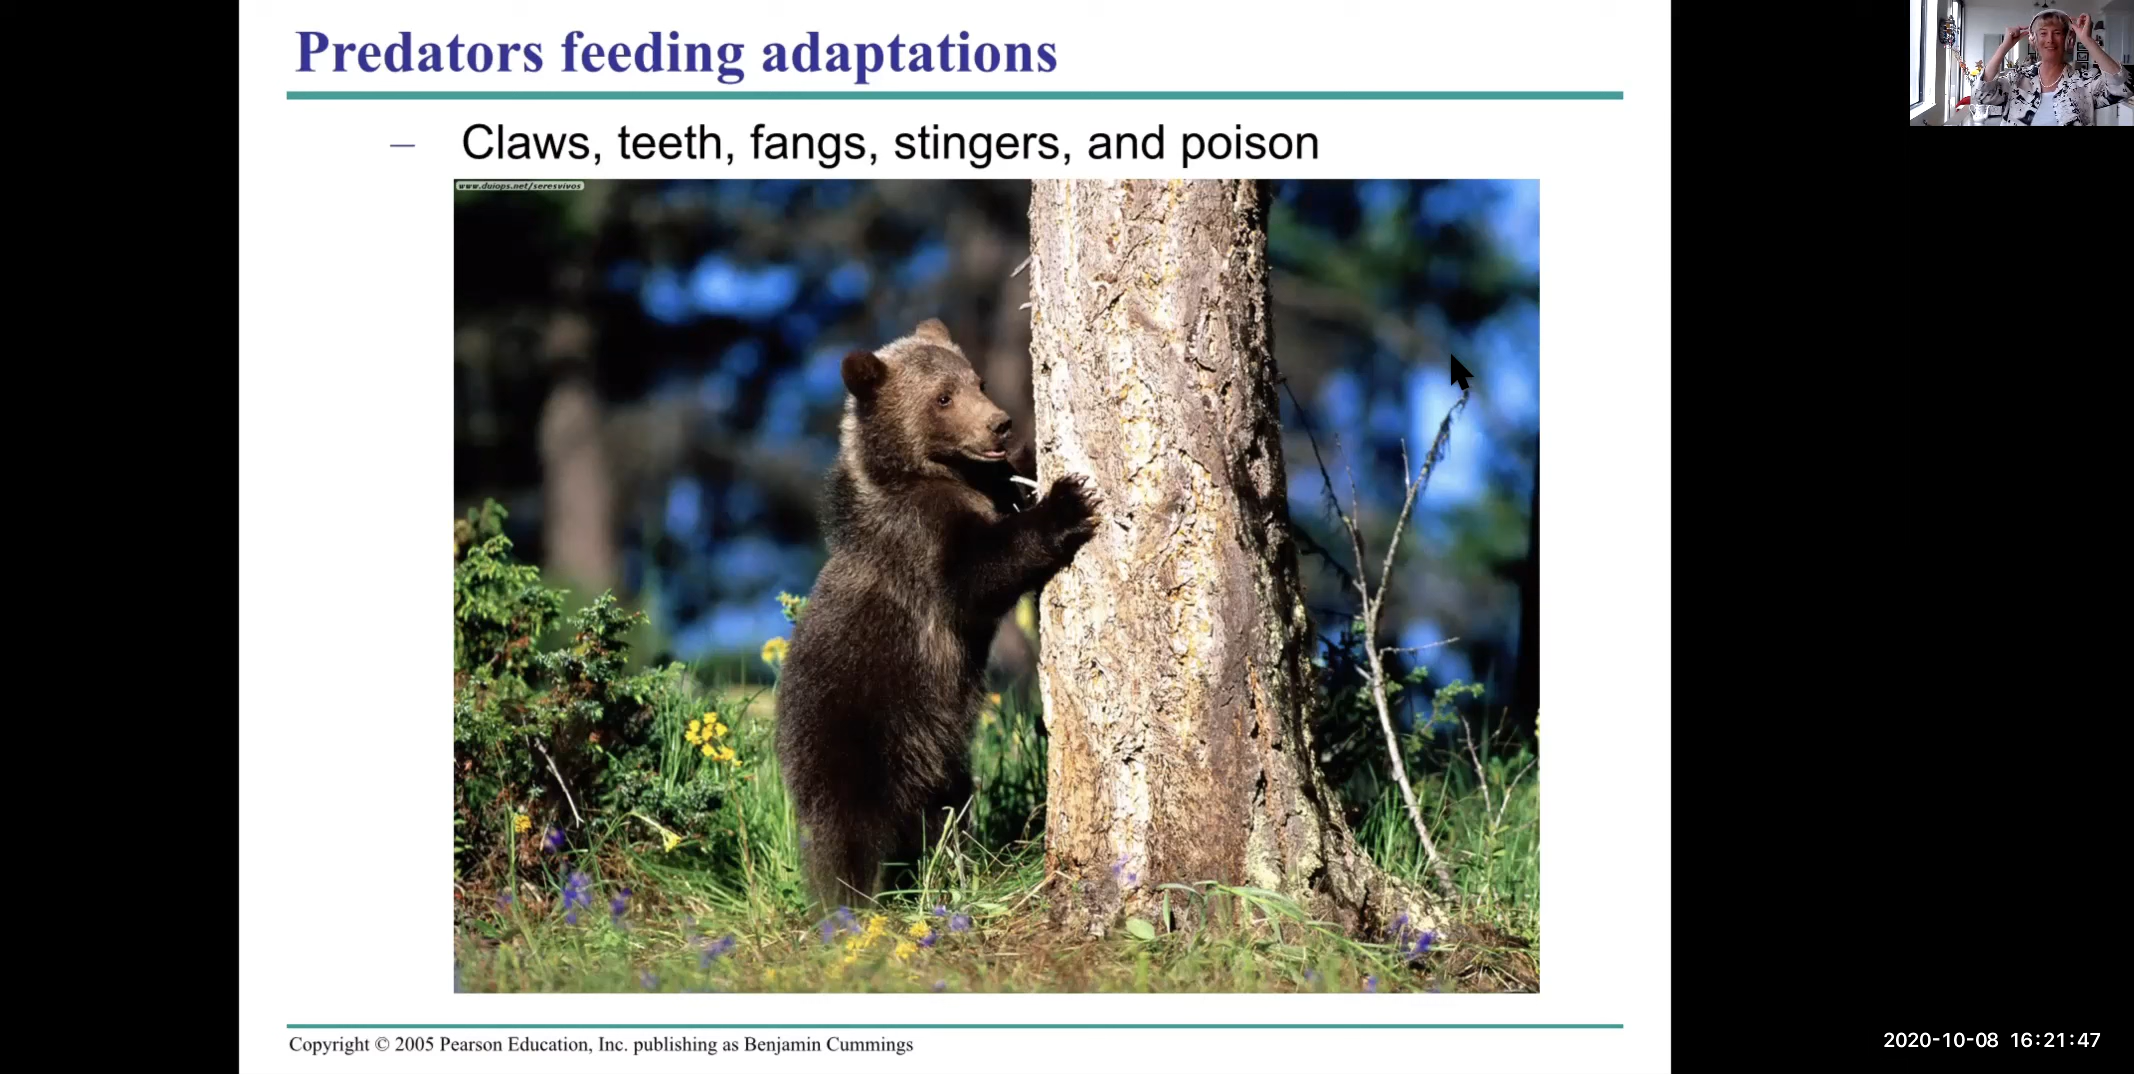 Predators feeding adaptations
– Claws, teeth, fangs, stingers, and poison
www.duiops.net/seresvivos
Copyright © 2005 Pearson Education, Inc. publishing as Benjamin Cummings
2020-10-08 16:21:47